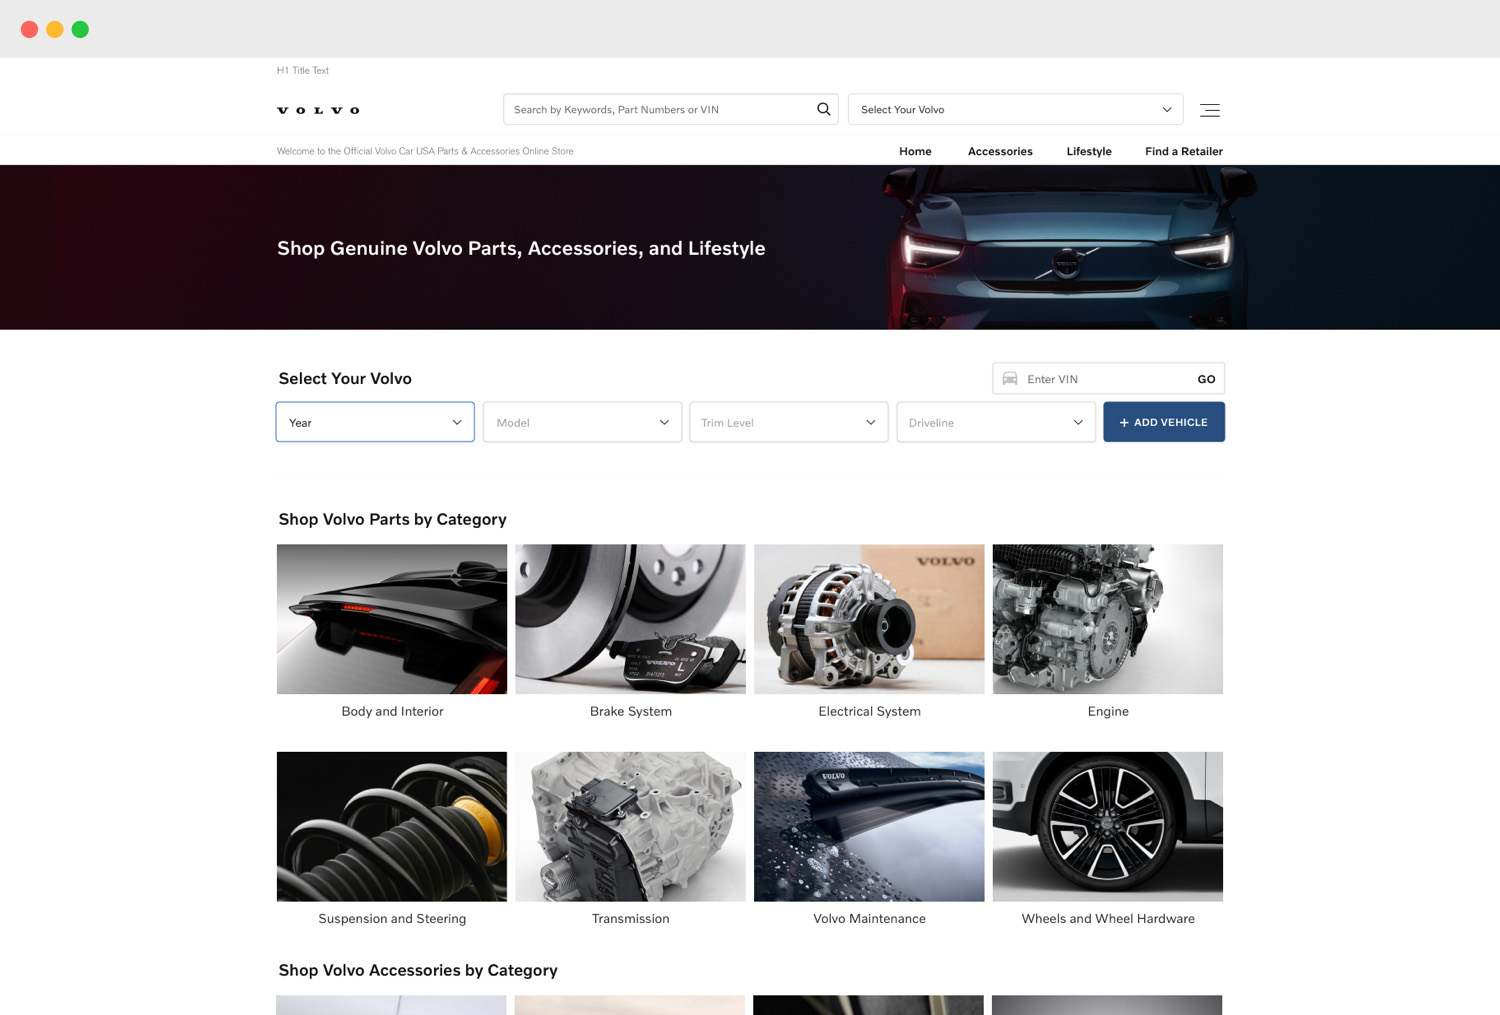 H1 Title Text
VOLVO
Search by Keywords, Part Numbers or VIN
Select Your Volvo
Welcome to the Official Volvo Car USA Parts & Accessories Online Store
Home
Accessories
Lifestyle
Find a Retailer
Shop Genuine Volvo Parts, Accessories, and Lifestyle
VOLVO
Select Your Volvo
Enter VIN
GO
Year
Model
Trim Level
Driveline
+ ADD VEHICLE
Shop Volvo Parts by Category
VOLVO
L
VOLVO
Body and Interior
Brake System
Electrical System
Engine
VOLVO
Suspension and Steering
Transmission
Volvo Maintenance
Wheels and Wheel Hardware
Shop Volvo Accessories by Category